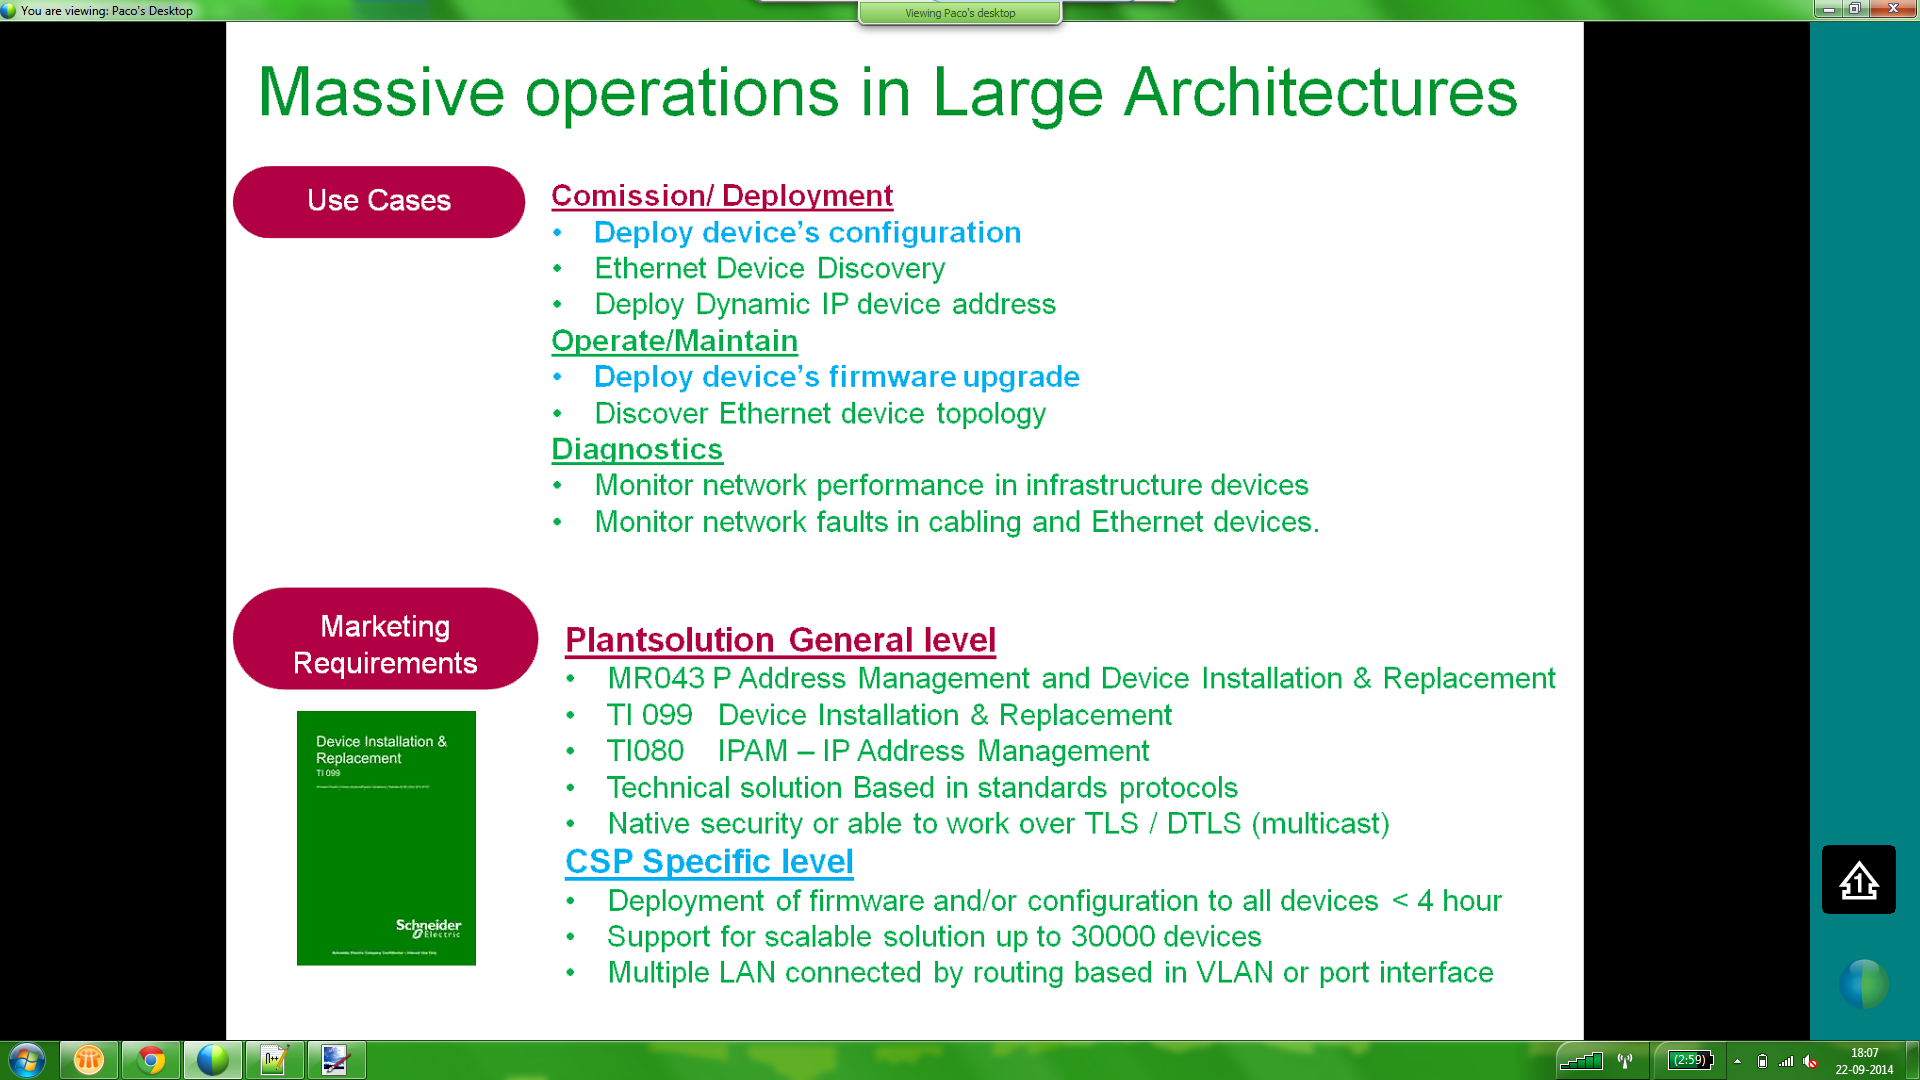 You are viewing: Paco's Desktop
Viewing Paco's desktop
Massive operations in Large Architectures
Use Cases
Comission/ Deployment
• Deploy device's configuration
• Ethernet Device Discovery
• Deploy Dynamic IP device address
Operate/Maintain
• Deploy device's firmware upgrade
• Discover Ethernet device topology
Diagnostics
• Monitor network performance in infrastructure devices
• Monitor network faults in cabling and Ethernet devices.
Marketing
Requirements
Plantsolution General level
• MR043 P Address Management and Device Installation & Replacement
• TI 099 Device Installation & Replacement
• TI080 IPAM – IP Address Management
• Technical solution Based in standards protocols
• Native security or able to work over TLS / DTLS (multicast)
CSP Specific level
• Deployment of firmware and/or configuration to all devices < 4 hour
• Support for scalable solution up to 30000 devices
• Multiple LAN connected by routing based in VLAN or port interface
Device Installation &
Replacement
TI 099
Schneider
Electric
1
(2:59)
18:07
22-09-2014